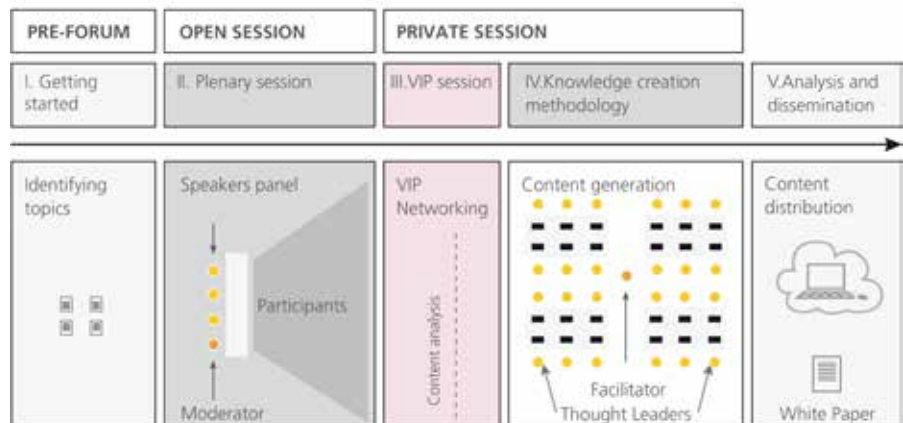 PRE-FORUM
OPEN SESSION
PRIVATE SESSION
I. Getting
started
II. Plenary session
III.VIP session
IV.Knowledge creation
methodology
V.Analysis and
dissemination
Identifying
topics
Speakers panel
Participants
Moderator
VIP
Networking
Content analysis
Content generation
Facilitator
Thought Leaders
Content
distribution
White Paper